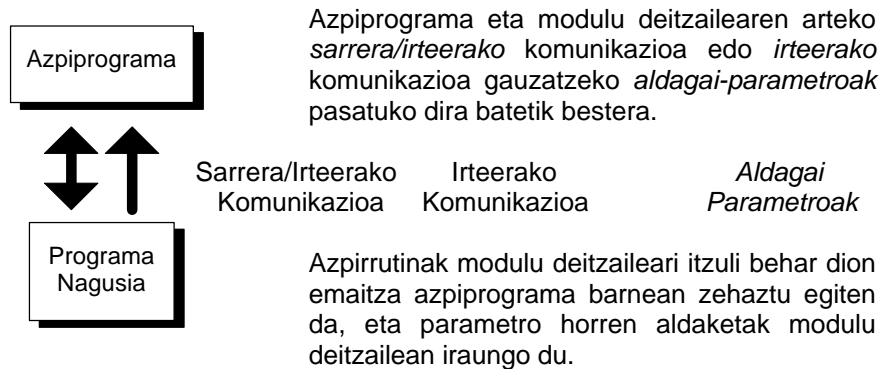 Azpiprograma eta modulu deitzailearen arteko
sarrera/irteerako komunikazioa edo irteerako
komunikazioa gauzatzeko aldagai-parametroak
pasatuko dira batetik bestera.
Azpiprograma
Sarrera/Irteerako Komunikazioa
Irteerako Komunikazioa
Aldagai Parametroak
Programa
Nagusia
Azpirrutinak modulu deitzaileari itzuli behar dion
emaitza azpiprograma barnean zehaztu egiten
da, eta parametro horren aldaketak modulu
deitzailean iraungo du.